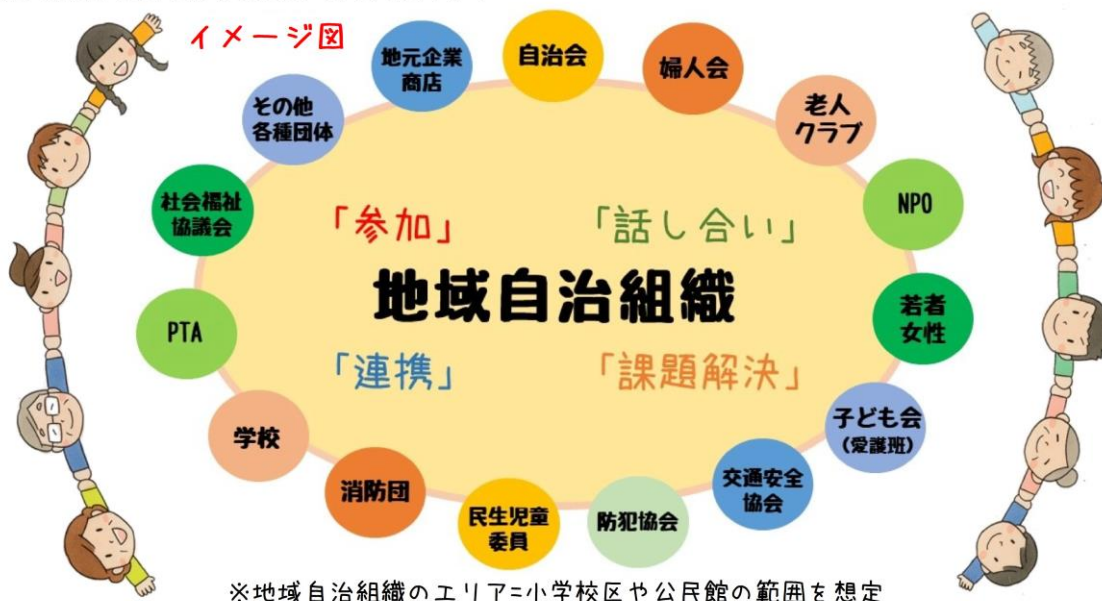 イメージ図
地元企業
商店
自治会
婦人会
老人
クラブ
NPO
若者
女性
子ども会
(愛護班)
交通安全
協会
防犯協会
民生児童
委員
消防団
学校
PTA
社会福祉
協議会
その他
各種団体
「参加」
「話し合い」
地域自治組織
「連携」
「課題解決」
※地域自治組織のエリア=小学校区や公民館の範囲を想定